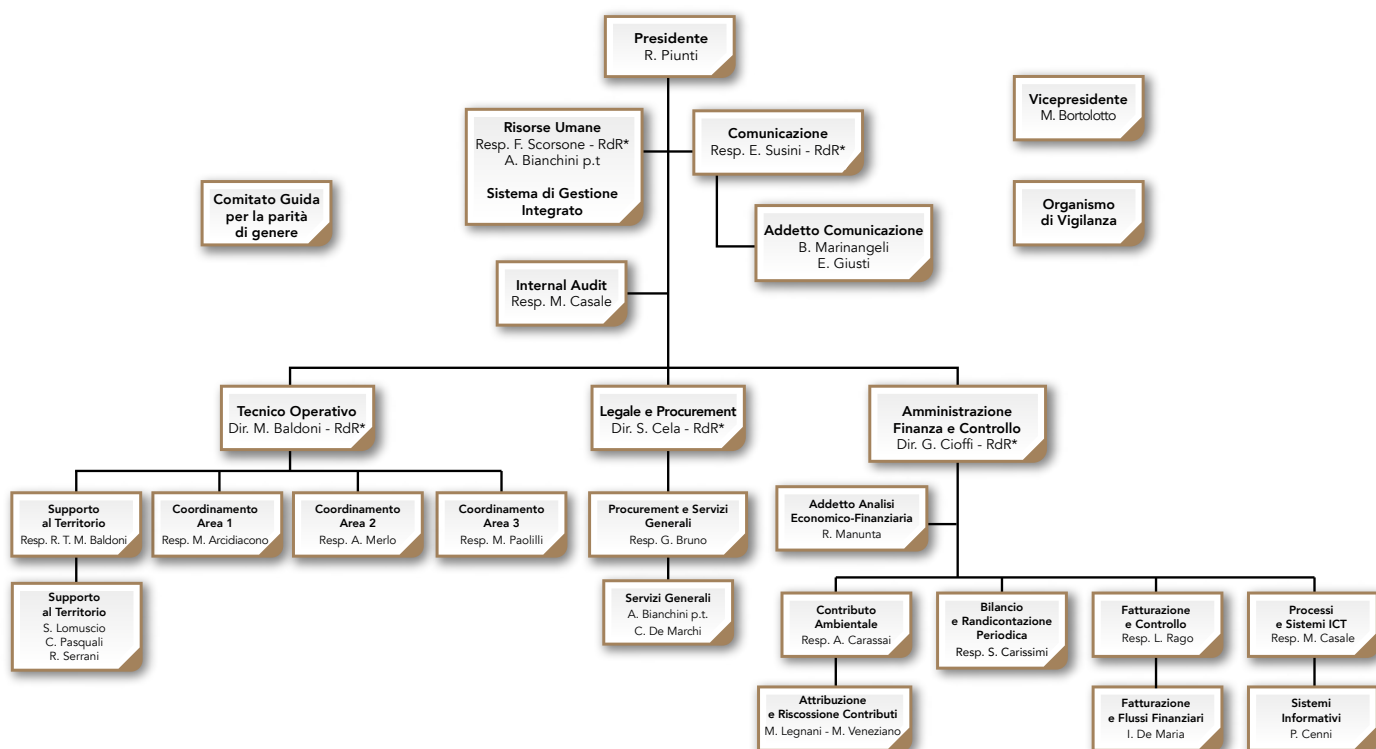 Presidente
R. Piunti
Vicepresidente
M. Bortolotto
Risorse Umane
Resp. F. Scorsone - RdR*
A. Bianchini p.t
Sistema di Gestione
Integrato
Comunicazione
Resp. E. Susini - RdR*
Comitato Guida
per la parità
di genere
Organismo
di Vigilanza
Addetto Comunicazione
B. Marinangeli
E. Giusti
Internal Audit
Resp. M. Casale
Tecnico Operativo
Dir. M. Baldoni - RdR*
Legale e Procurement
Dir. S. Cela - RdR*
Amministrazione
Finanza e Controllo
Dir. G. Cioffi - RdR*
Supporto
al Territorio
Resp. R. T. M. Baldoni
Coordinamento
Area 1
Resp. M. Arcidiacono
Coordinamento
Area 2
Resp. A. Merlo
Coordinamento
Area 3
Resp. M. Paolilli
Procurement e Servizi
Generali
Resp. G. Bruno
Addetto Analisi
Economico-Finanziaria
R. Manunta
Supporto
al Territorio
S. Lomuscio
C. Pasquali
R. Serrani
Servizi Generali
A. Bianchini p.t.
C. De Marchi
Contributo
Ambientale
Resp. A. Carassai
Bilancio
e Randicontazione
Periodica
Resp. S. Carissimi
Fatturazione
e Controllo
Resp. L. Rago
Processi
e Sistemi ICT
Resp. M. Casale
Attribuzione
e Riscossione Contributi
M. Legnani - M. Veneziano
Fatturazione
e Flussi Finanziari
I. De Maria
Sistemi
Informativi
P. Cenni